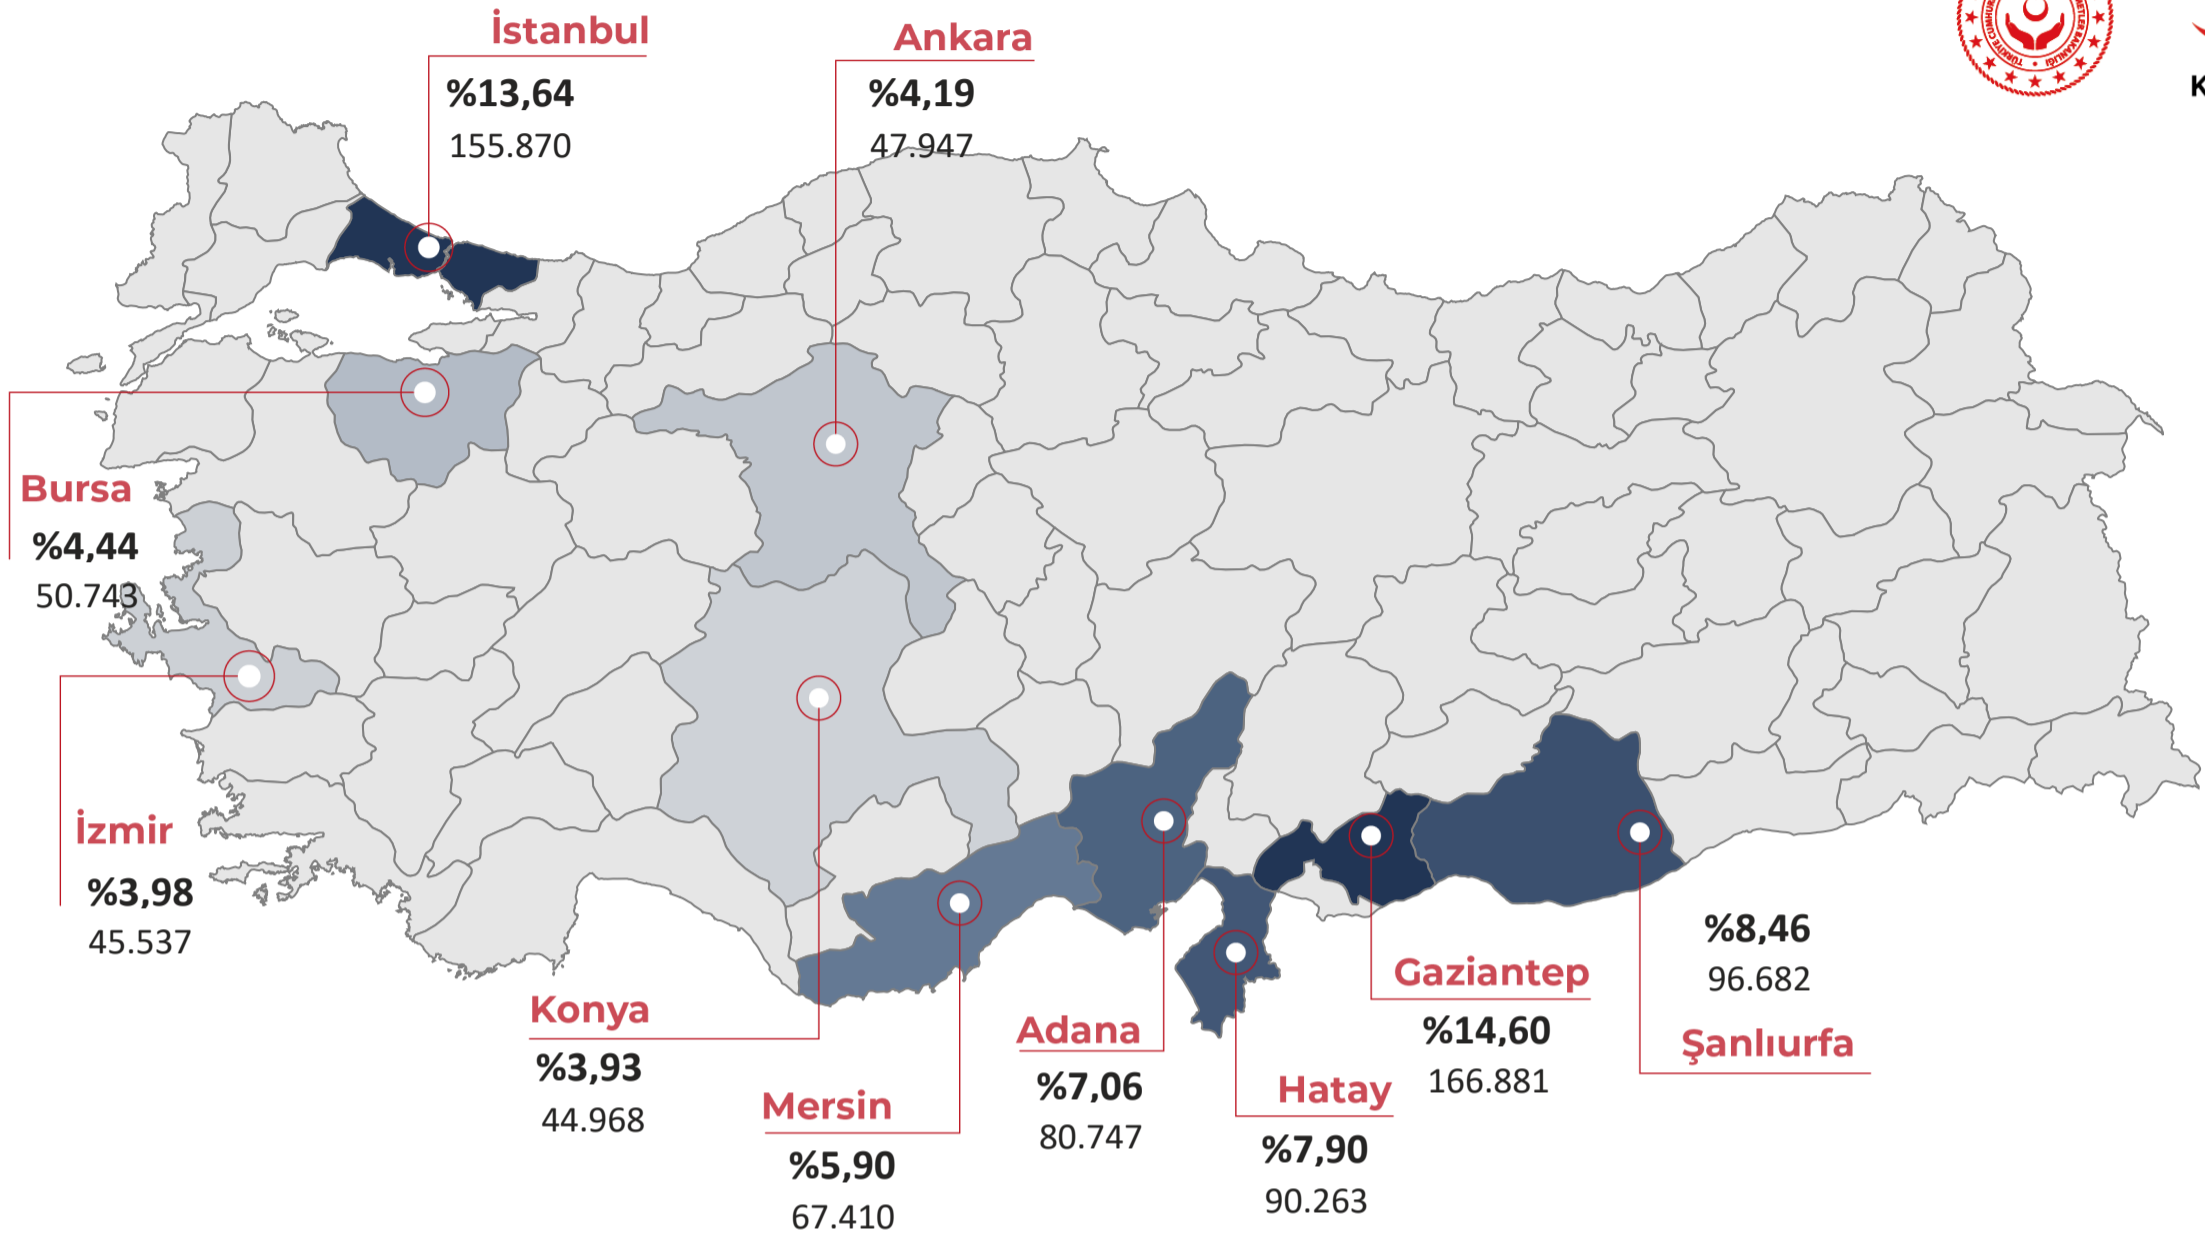 İstanbul
%13,64
155.870
Ankara
%4,19
47.947
K
Bursa
%4,44
50.743
İzmir
%3,98
45.537
Konya
%3,93
44.968
Mersin
%5,90
67.410
Adana
%7,06
80.747
Hatay
%7,90
90.263
Gaziantep
%14,60
166.881
%8,46
96.682
Şanlıurfa